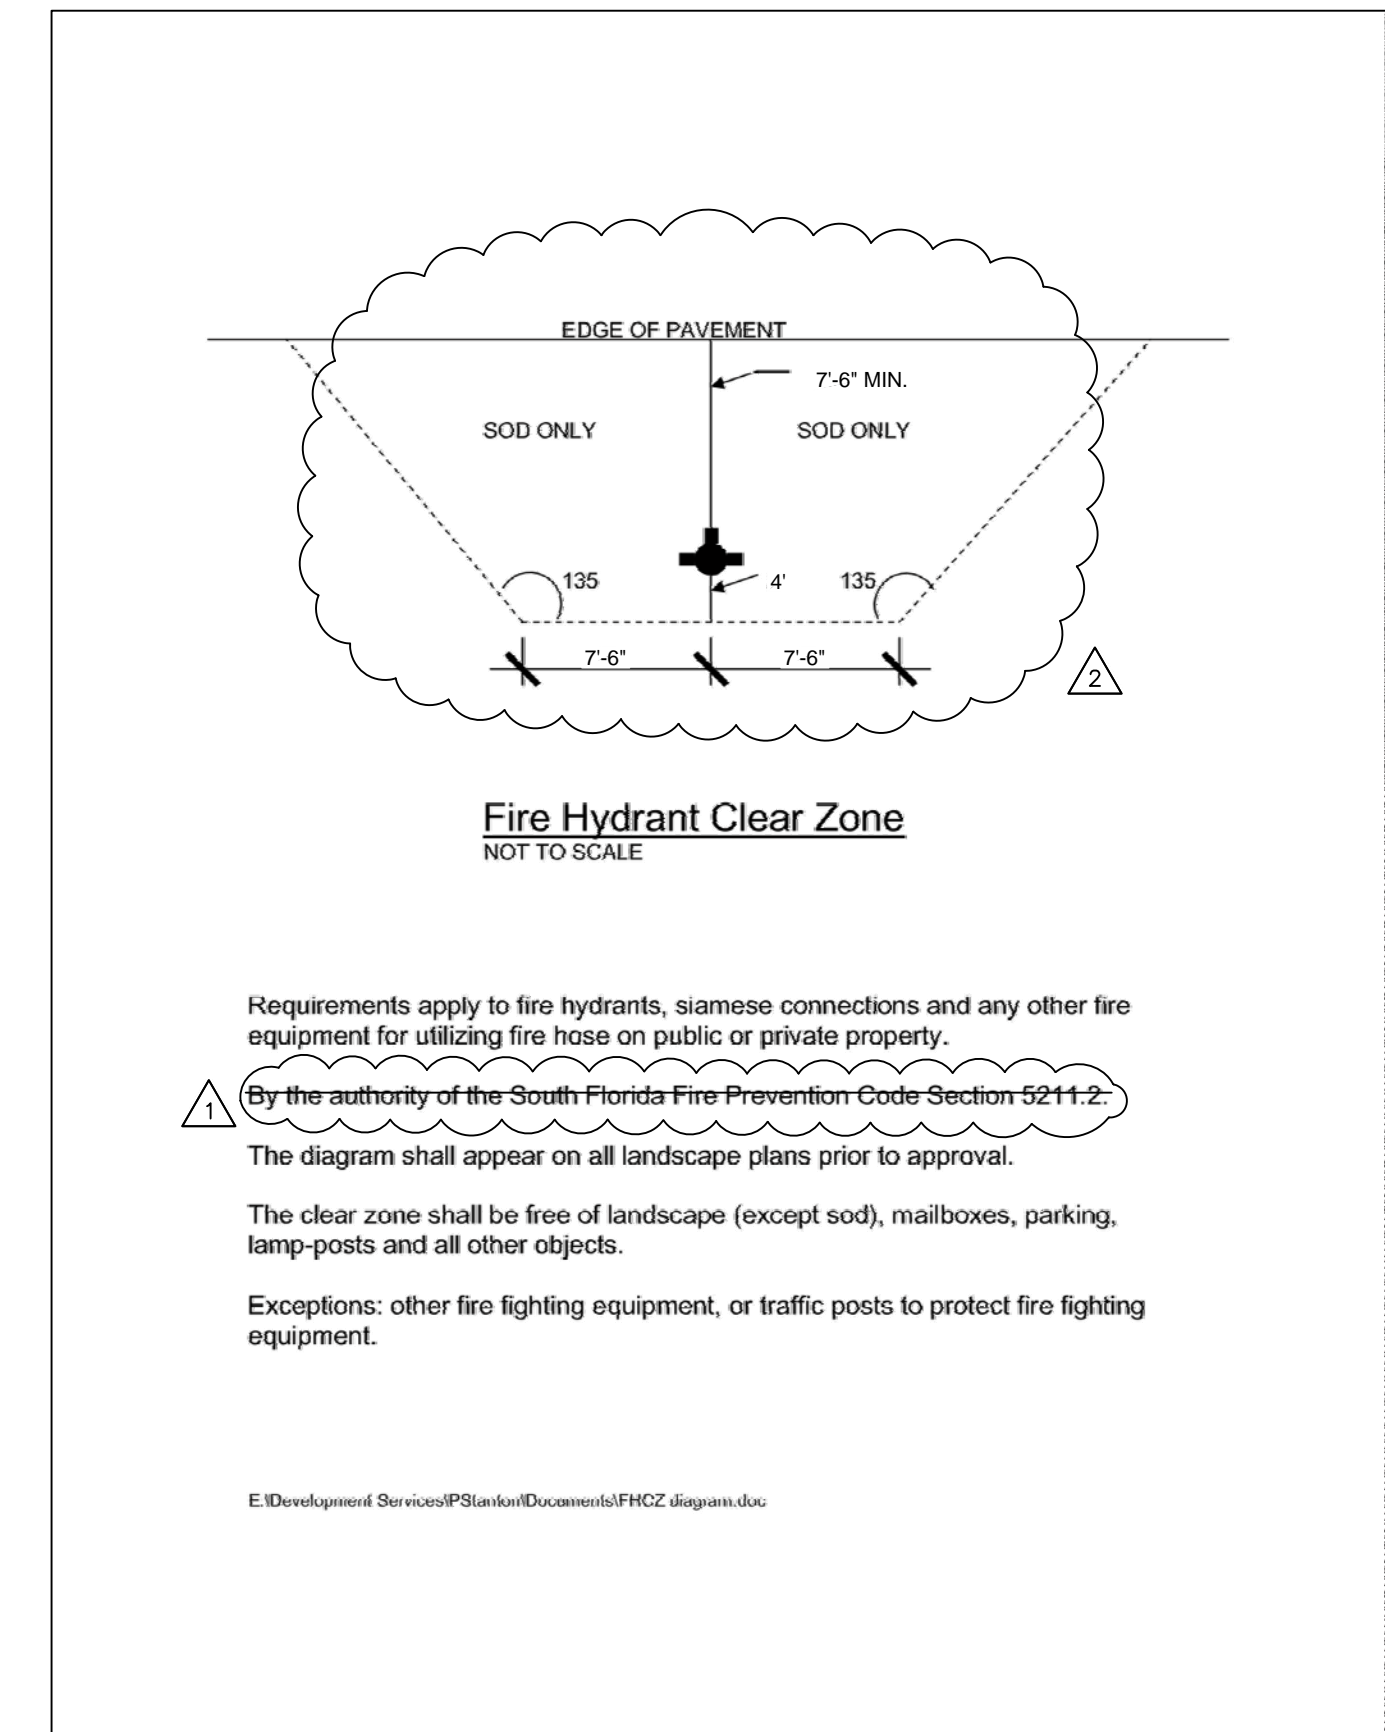 EDGE OF PAVEMENT
7'-6" MIN.
SOD ONLY
SOD ONLY
135
4'
135
7'-6"
7'-6"
2
Fire Hydrant Clear Zone
NOT TO SCALE
Requirements apply to fire hydrants, siamese connections and any other fire
equipment for utilizing fire hose on public or private property.
1
By the authority of the South Florida Fire Prevention Code Section 5211.2.
The diagram shall appear on all landscape plans prior to approval.
The clear zone shall be free of landscape (except sod), mailboxes, parking,
lamp-posts and all other objects.
Exceptions: other fire fighting equipment, or traffic posts to protect fire fighting
equipment.
E:\Development Services\PStanton\Documents\FHCZ diagram.doc